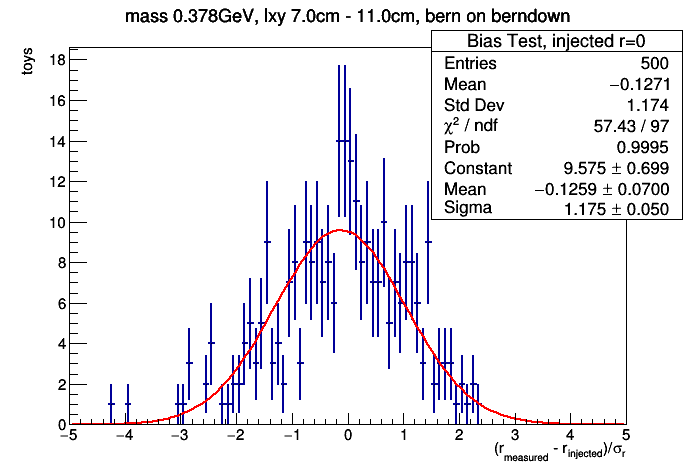 mass 0.378GeV, lxy 7.0cm - 11.0cm, bern on berndown
Bias Test, injected r=0
Entries 500
Mean −0.1271
Std Dev 1.174
χ² / ndf 57.43 / 97
Prob 0.9995
Constant 9.575 ± 0.699
Mean −0.1259 ± 0.0700
Sigma 1.175 ± 0.050
toys
18
16
14
12
10
8
6
4
2
0
−5 −4 −3 −2 −1 0 1 2 3 4 5
(r_measured - r_injected)/σ_r